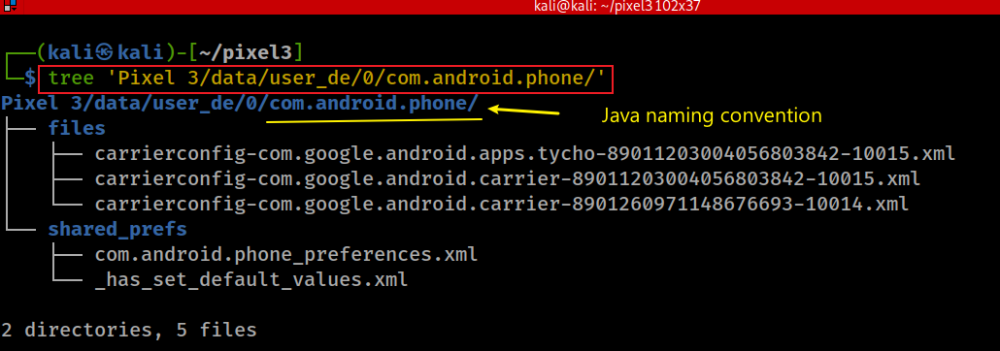 kali@kali: ~/pixel3 102x37
(kali㉿kali)-[~/pixel3]
$ tree 'Pixel 3/data/user_de/0/com.android.phone/'
Pixel 3/data/user_de/0/com.android.phone/
Java naming convention
├── files
│   ├── carrierconfig-com.google.android.apps.tycho-89011203004056803842-10015.xml
│   ├── carrierconfig-com.google.android.carrier-89011203004056803842-10015.xml
│   └── carrierconfig-com.google.android.carrier-8901260971148676693-10014.xml
└── shared_prefs
    ├── com.android.phone_preferences.xml
    └── _has_set_default_values.xml
2 directories, 5 files